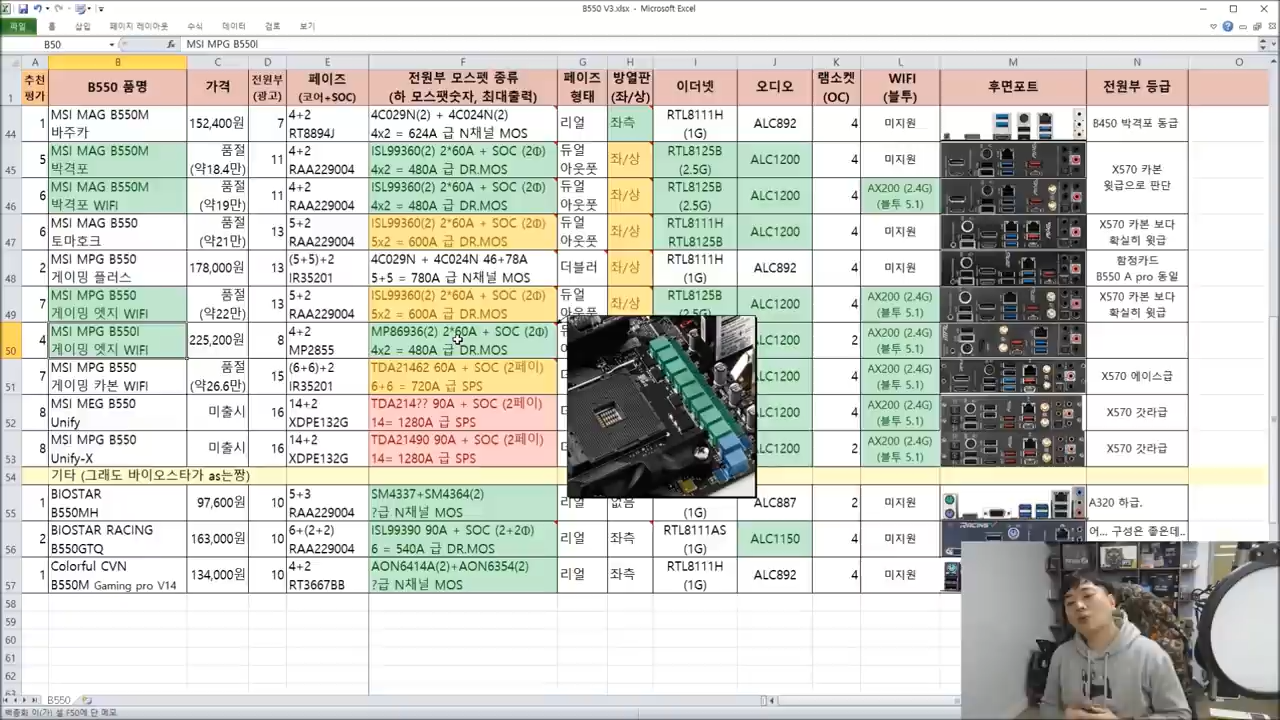 B550 V3.xlsx - Microsoft Excel
파일 홈 삽입 페이지 레이아웃 수식 데이터 검토 보기
B50 fx MSI MPG B550I
A B C D E F G H I J K L M N O
1 추천평가 B550 품명 가격 전원부(광고) 페이즈(코어+SOC) 전원부 모스펫 종류(하 모스팻숫자, 최대출력) 페이즈형태 방열판(좌/상) 이더넷 오디오 램소켓(OC) WIFI(블투) 후면포트 전원부 등급
44 1 MSI MAG B550M 바주카 152,400원 7 4+2 RT8894J 4C029N(2) + 4C024N(2) 4x2 = 624A 급 N채널 MOS 리얼 좌측 RTL8111H (1G) ALC892 4 미지원 B450 박격포 동급
45 5 MSI MAG B550M 박격포 품절 (약18.4만) 11 4+2 RAA229004 ISL99360(2) 2*60A + SOC (2Φ) 4x2 = 480A 급 DR.MOS 듀얼 아웃풋 좌/상 RTL8125B (2.5G) ALC1200 4 미지원 X570 카본 윗급으로 판단
46 6 MSI MAG B550M 박격포 WIFI 품절 (약19만) 11 4+2 RAA229004 ISL99360(2) 2*60A + SOC (2Φ) 4x2 = 480A 급 DR.MOS 듀얼 아웃풋 좌/상 RTL8125B (2.5G) ALC1200 4 AX200 (2.4G) (블투 5.1)
47 6 MSI MAG B550 토마호크 품절 (약21만) 13 5+2 RAA229004 ISL99360(2) 2*60A + SOC (2Φ) 5x2 = 600A 급 DR.MOS 듀얼 아웃풋 좌/상 RTL8111H RTL8125B ALC1200 4 미지원 X570 카본 보다 확실히 윗급
48 2 MSI MPG B550 게이밍 플러스 178,000원 13 (5+5)+2 IR35201 4C029N + 4C024N 46+78A 5+5 = 780A 급 N채널 MOS 더블러 좌/상 RTL8111H (1G) ALC892 4 미지원 함정카드 B550 A pro 동일
49 7 MSI MPG B550 게이밍 엣지 WIFI 품절 (약22만) 13 5+2 RAA229004 ISL99360(2) 2*60A + SOC (2Φ) 5x2 = 600A 급 DR.MOS 듀얼 아웃풋 좌/상 RTL8125B (2.5G) ALC1200 4 AX200 (2.4G) (블투 5.1) X570 카본 보다 확실히 윗급
50 4 MSI MPG B550I 게이밍 엣지 WIFI 225,200원 8 4+2 MP2855 MP86936(2) 2*60A + SOC (2Φ) 4x2 = 480A 급 DR.MOS ALC1200 2 AX200 (2.4G) (블투 5.1)
51 7 MSI MPG B550 게이밍 카본 WIFI 품절 (약26.6만) 15 (6+6)+2 IR35201 TDA21462 60A + SOC (2페이) 6+6 = 720A 급 SPS ALC1200 4 AX200 (2.4G) (블투 5.1) X570 에이스급
52 8 MSI MEG B550 Unify 미출시 16 14+2 XDPE132G TDA214?? 90A + SOC (2페이) 14= 1280A 급 SPS ALC1200 4 AX200 (2.4G) (블투 5.1) X570 갓라급
53 8 MSI MPG B550 Unify-X 미출시 16 14+2 XDPE132G TDA21490 90A + SOC (2페이) 14= 1280A 급 SPS ALC1200 2 AX200 (2.4G) (블투 5.1) X570 갓라급
54 기타 (그래도 바이오스타가 as는짱)
55 1 BIOSTAR B550MH 97,600원 10 5+3 RAA229004 SM4337+SM4364(2) ?급 N채널 MOS 리얼 없음 (1G) ALC887 2 미지원 A320 하급.
56 2 BIOSTAR RACING B550GTQ 163,000원 10 6+(2+2) RAA229004 ISL99390 90A + SOC (2+2Φ) 6 = 540A 급 DR.MOS 리얼 좌측 RTL8111AS (1G) ALC1150 4 미지원 어... 구성은 좋은데..
57 1 Colorful CVN B550M Gaming pro V14 134,000원 10 4+2 RT3667BB AON6414A(2)+AON6354(2) ?급 N채널 MOS 리얼 좌측 RTL8111H (1G) ALC892 4 미지원
58
59
60
61
62
63
B550